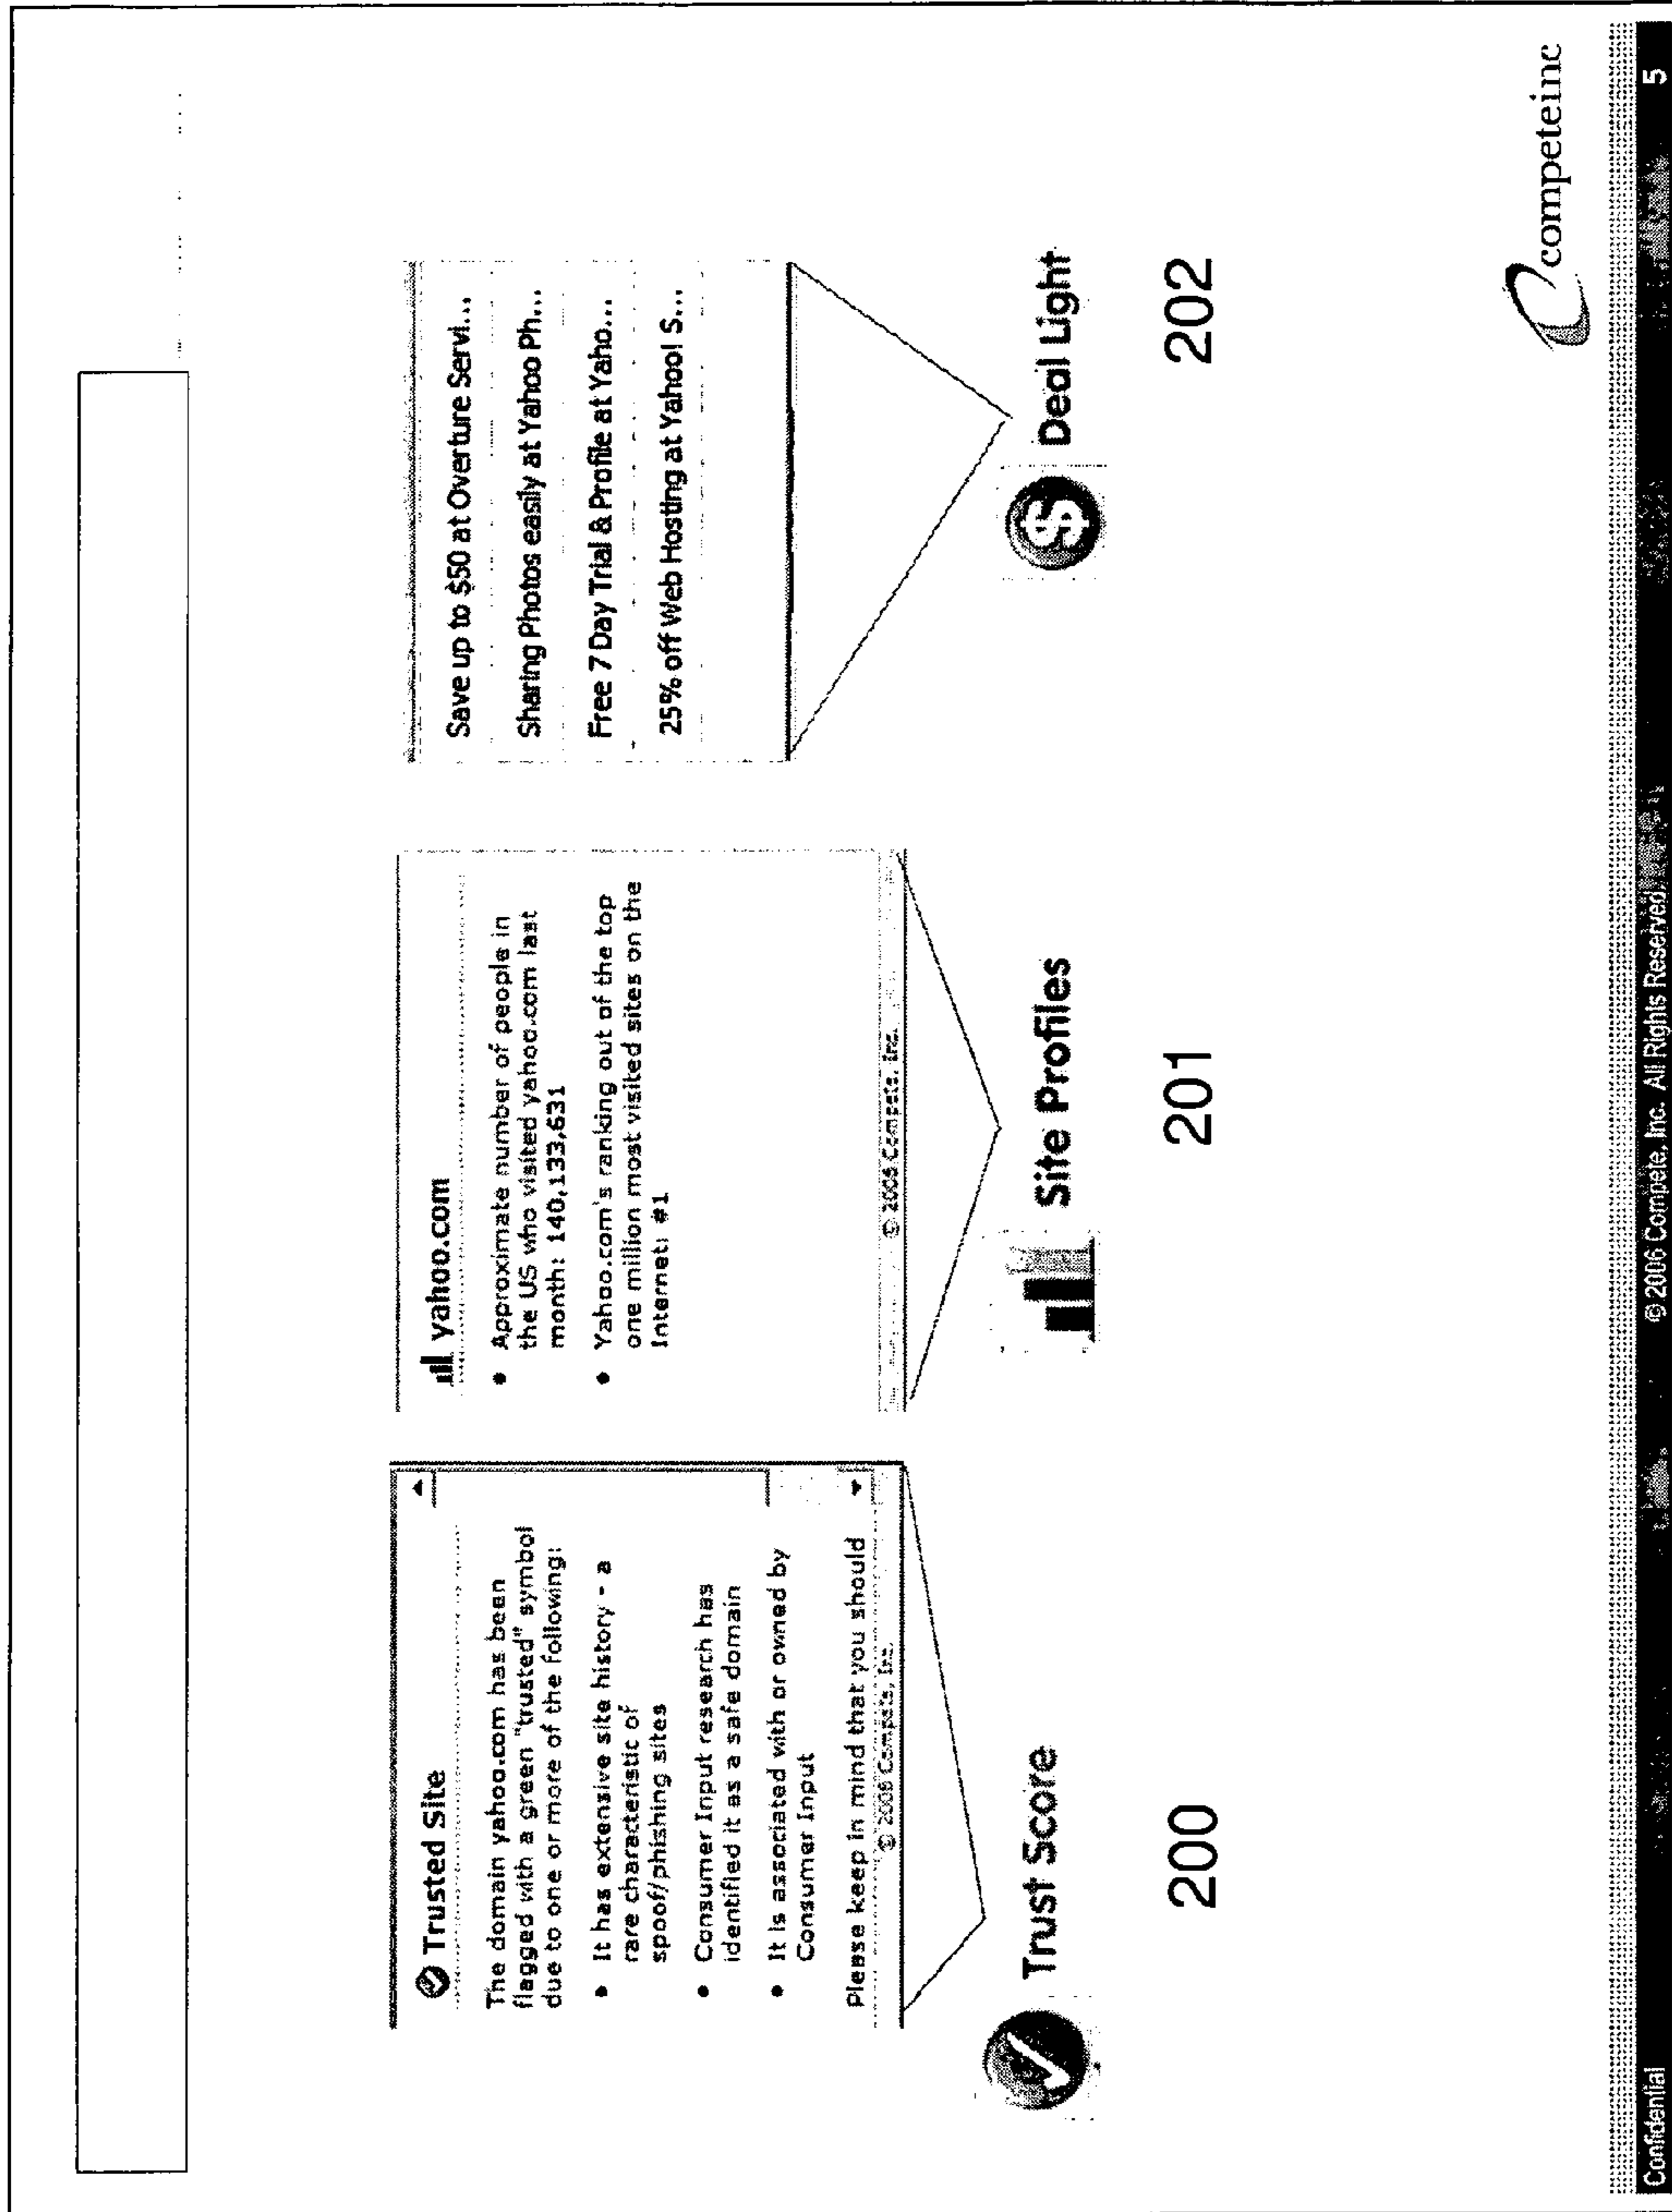 Trusted Site
The domain yahoo.com has been
flagged with a green "trusted" symbol
due to one or more of the following:
• It has extensive site history - a
rare characteristic of
spoof/phishing sites
• Consumer Input research has
identified it as a safe domain
• It is associated with or owned by
Consumer Input
Please keep in mind that you should
© 2006 Compete, Inc.
Trust Score
200
yahoo.com
• Approximate number of people in
the US who visited yahoo.com last
month: 140,133,631
• Yahoo.com's ranking out of the top
one million most visited sites on the
Internet: #1
© 2006 Compete, Inc.
Site Profiles
201
Save up to $50 at Overture Servi...
Sharing Photos easily at Yahoo Ph...
Free 7 Day Trial & Profile at Yaho...
25% off Web Hosting at Yahoo! S...
$ Deal Light
202
competeinc
Confidential
© 2006 Compete, Inc. All Rights Reserved.
5